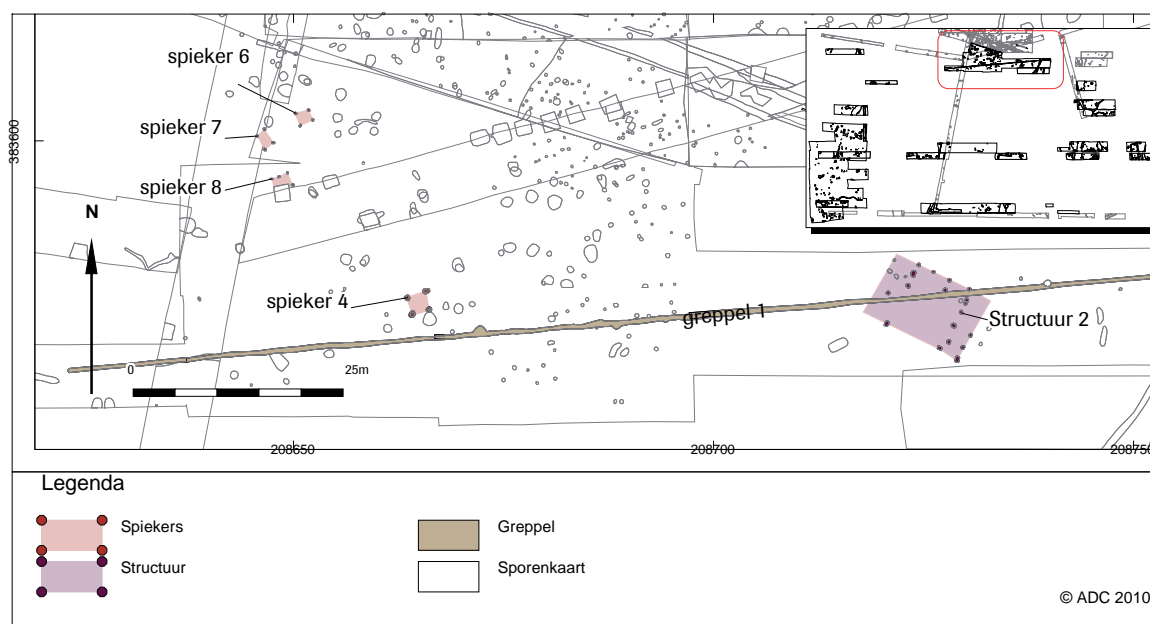 spieker 6
spieker 7
383600
spieker 8
N
spieker 4
greppel 1
Structuur 2
0 25m
208650 208700 208750
Legenda
Spiekers Greppel
Structuur Sporenkaart
© ADC 2010